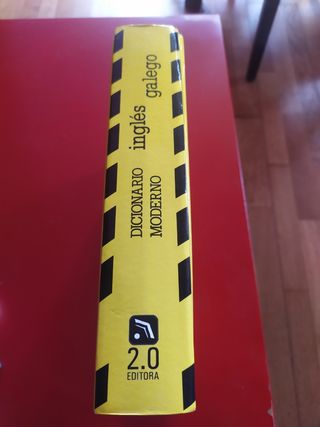 DICIONARIO
MODERNO
inglés
galego
2.0
EDITORA